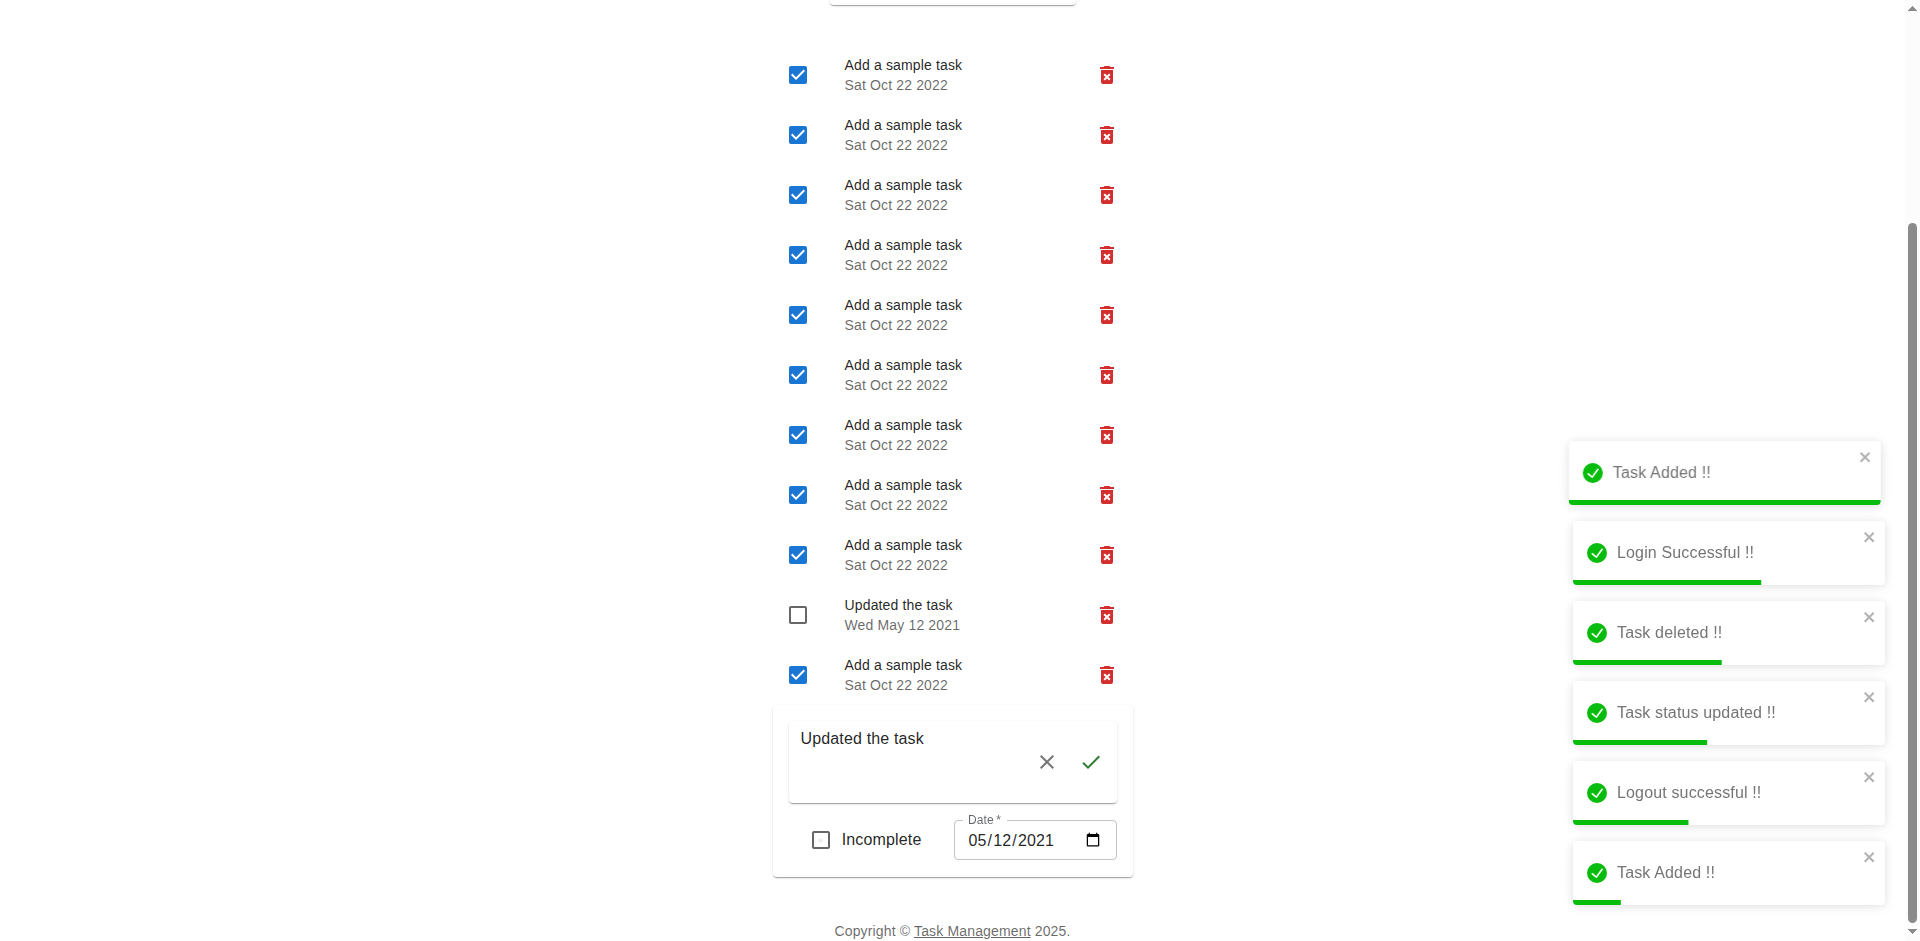 Add a sample task
Sat Oct 22 2022
Add a sample task
Sat Oct 22 2022
Add a sample task
Sat Oct 22 2022
Add a sample task
Sat Oct 22 2022
Add a sample task
Sat Oct 22 2022
Add a sample task
Sat Oct 22 2022
Add a sample task
Sat Oct 22 2022
Add a sample task
Sat Oct 22 2022
Add a sample task
Sat Oct 22 2022
Updated the task
Wed May 12 2021
Add a sample task
Sat Oct 22 2022
Updated the task
Incomplete
Date *
05/12/2021
Copyright © Task Management 2025.
Task Added !!
Login Successful !!
Task deleted !!
Task status updated !!
Logout successful !!
Task Added !!